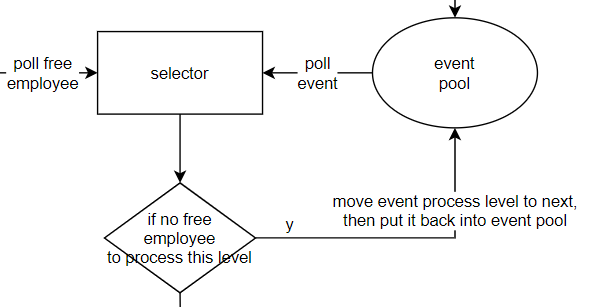 poll free
employee
selector
poll
event
event
pool
if no free
employee
to process this level
y
move event process level to next,
then put it back into event pool